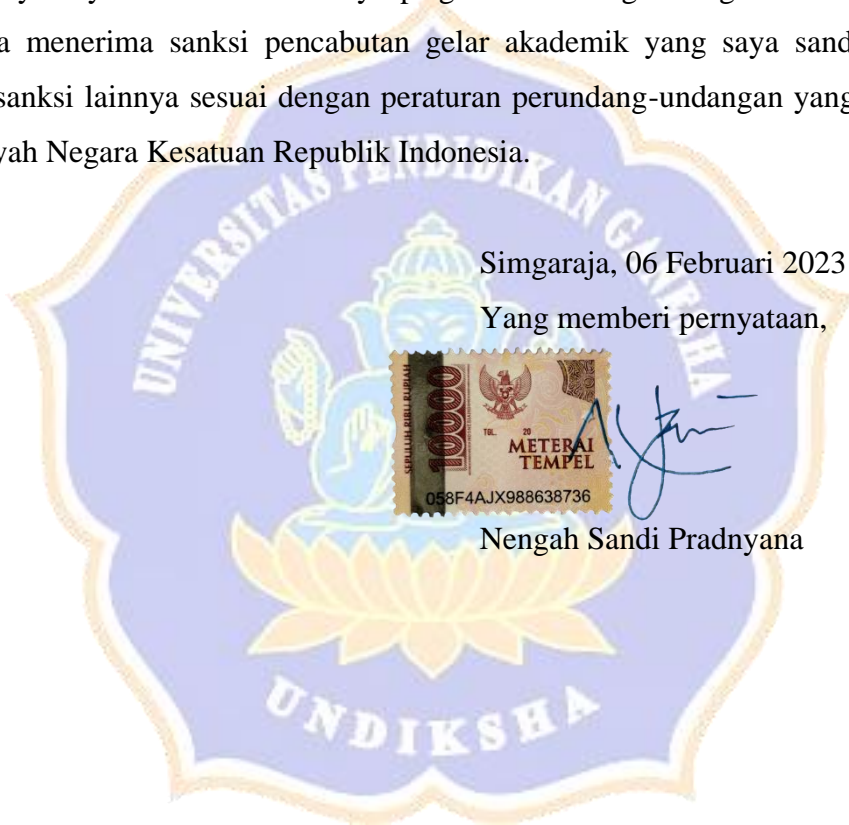 a menerima sanksi pencabutan gelar akademik yang saya sand
sanksi lainnya sesuai dengan peraturan perundang-undangan yang
yah Negara Kesatuan Republik Indonesia.
UNIVERSITAS PENDIDIKAN GANESHA
Simgaraja, 06 Februari 2023
Yang memberi pernyataan,
SEPULUH RIBU RUPIAH
10000
TGL. 20
METERAI
TEMPEL
058F4AJX988638736
Nengah Sandi Pradnyana
UNDIKSHA